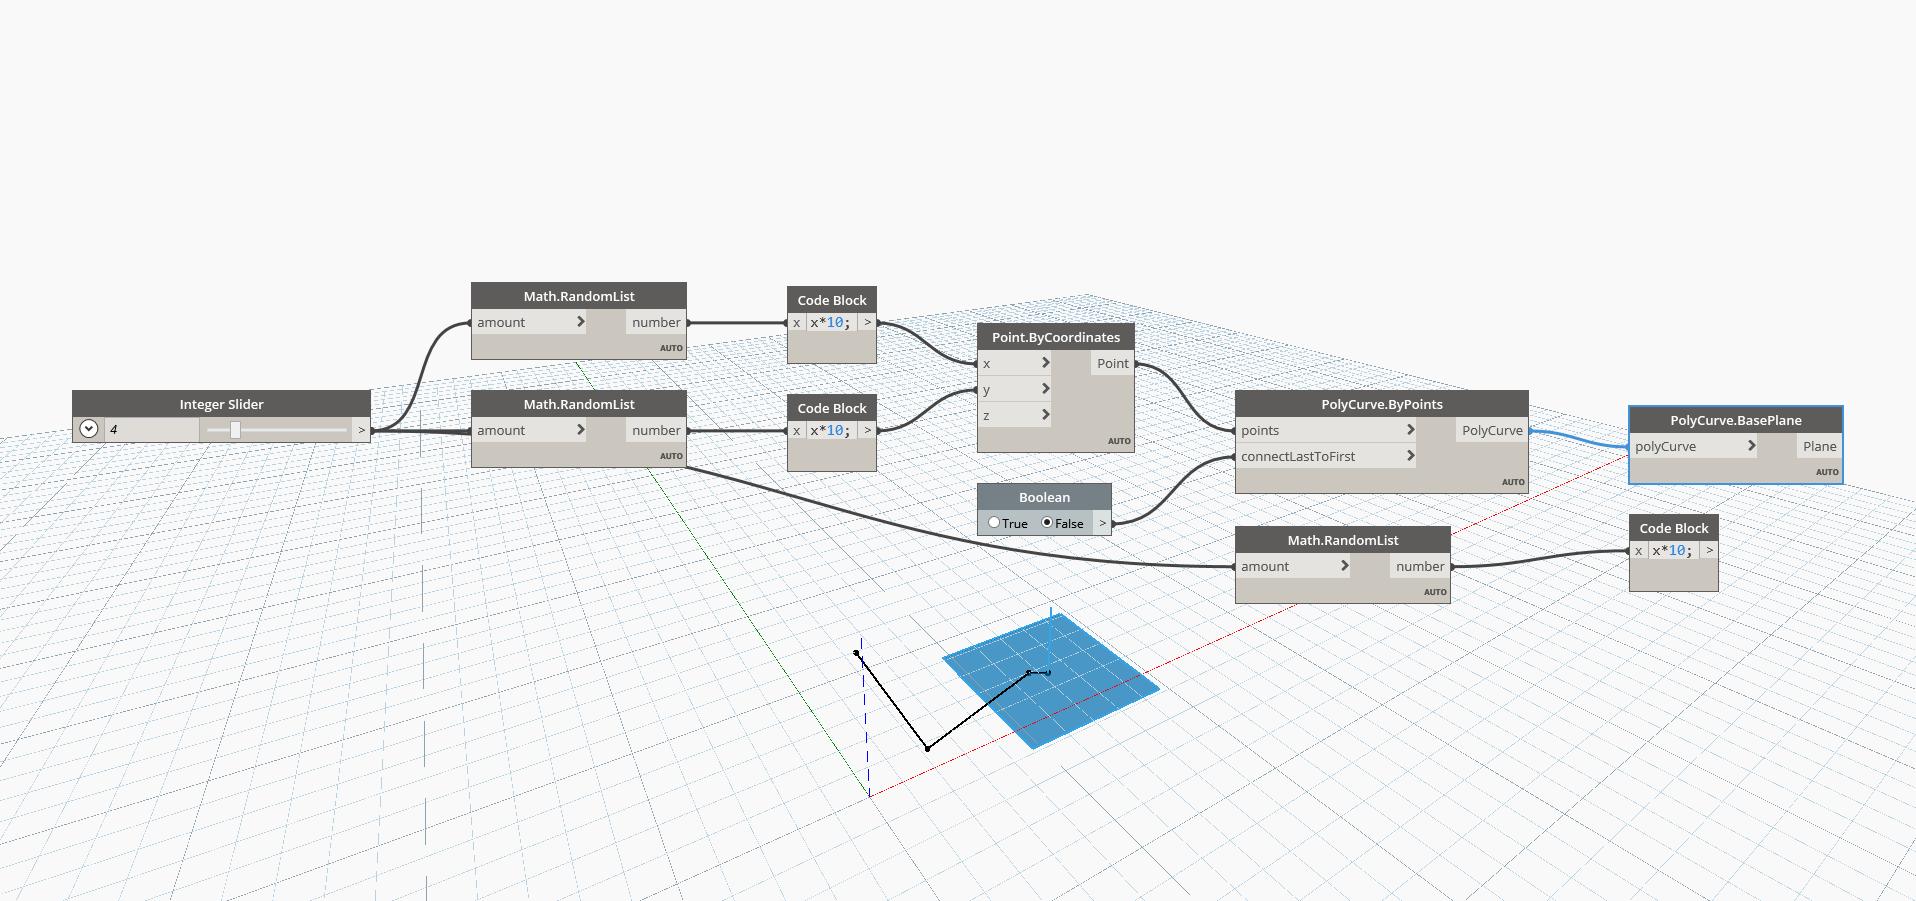 Math.RandomList
amount > number
AUTO
Code Block
x x*10; >
Point.ByCoordinates
x > Point
y >
z >
AUTO
Integer Slider
4 >
Math.RandomList
amount > number
AUTO
Code Block
x x*10; >
PolyCurve.ByPoints
points > PolyCurve
connectLastToFirst >
AUTO
PolyCurve.BasePlane
polyCurve > Plane
AUTO
Boolean
True False >
Math.RandomList
amount > number
AUTO
Code Block
x x*10; >